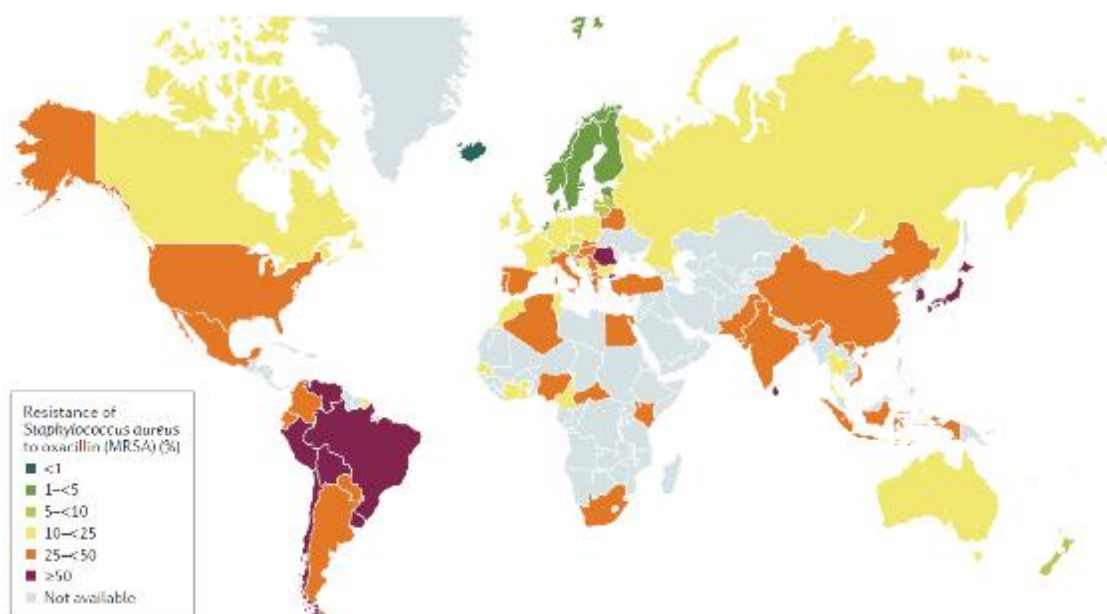 Resistance of
Staphylococcus aureus
to oxacillin (MRSA) (%)
<1
1–<5
5–<10
10–<25
25–<50
≥50
Not available